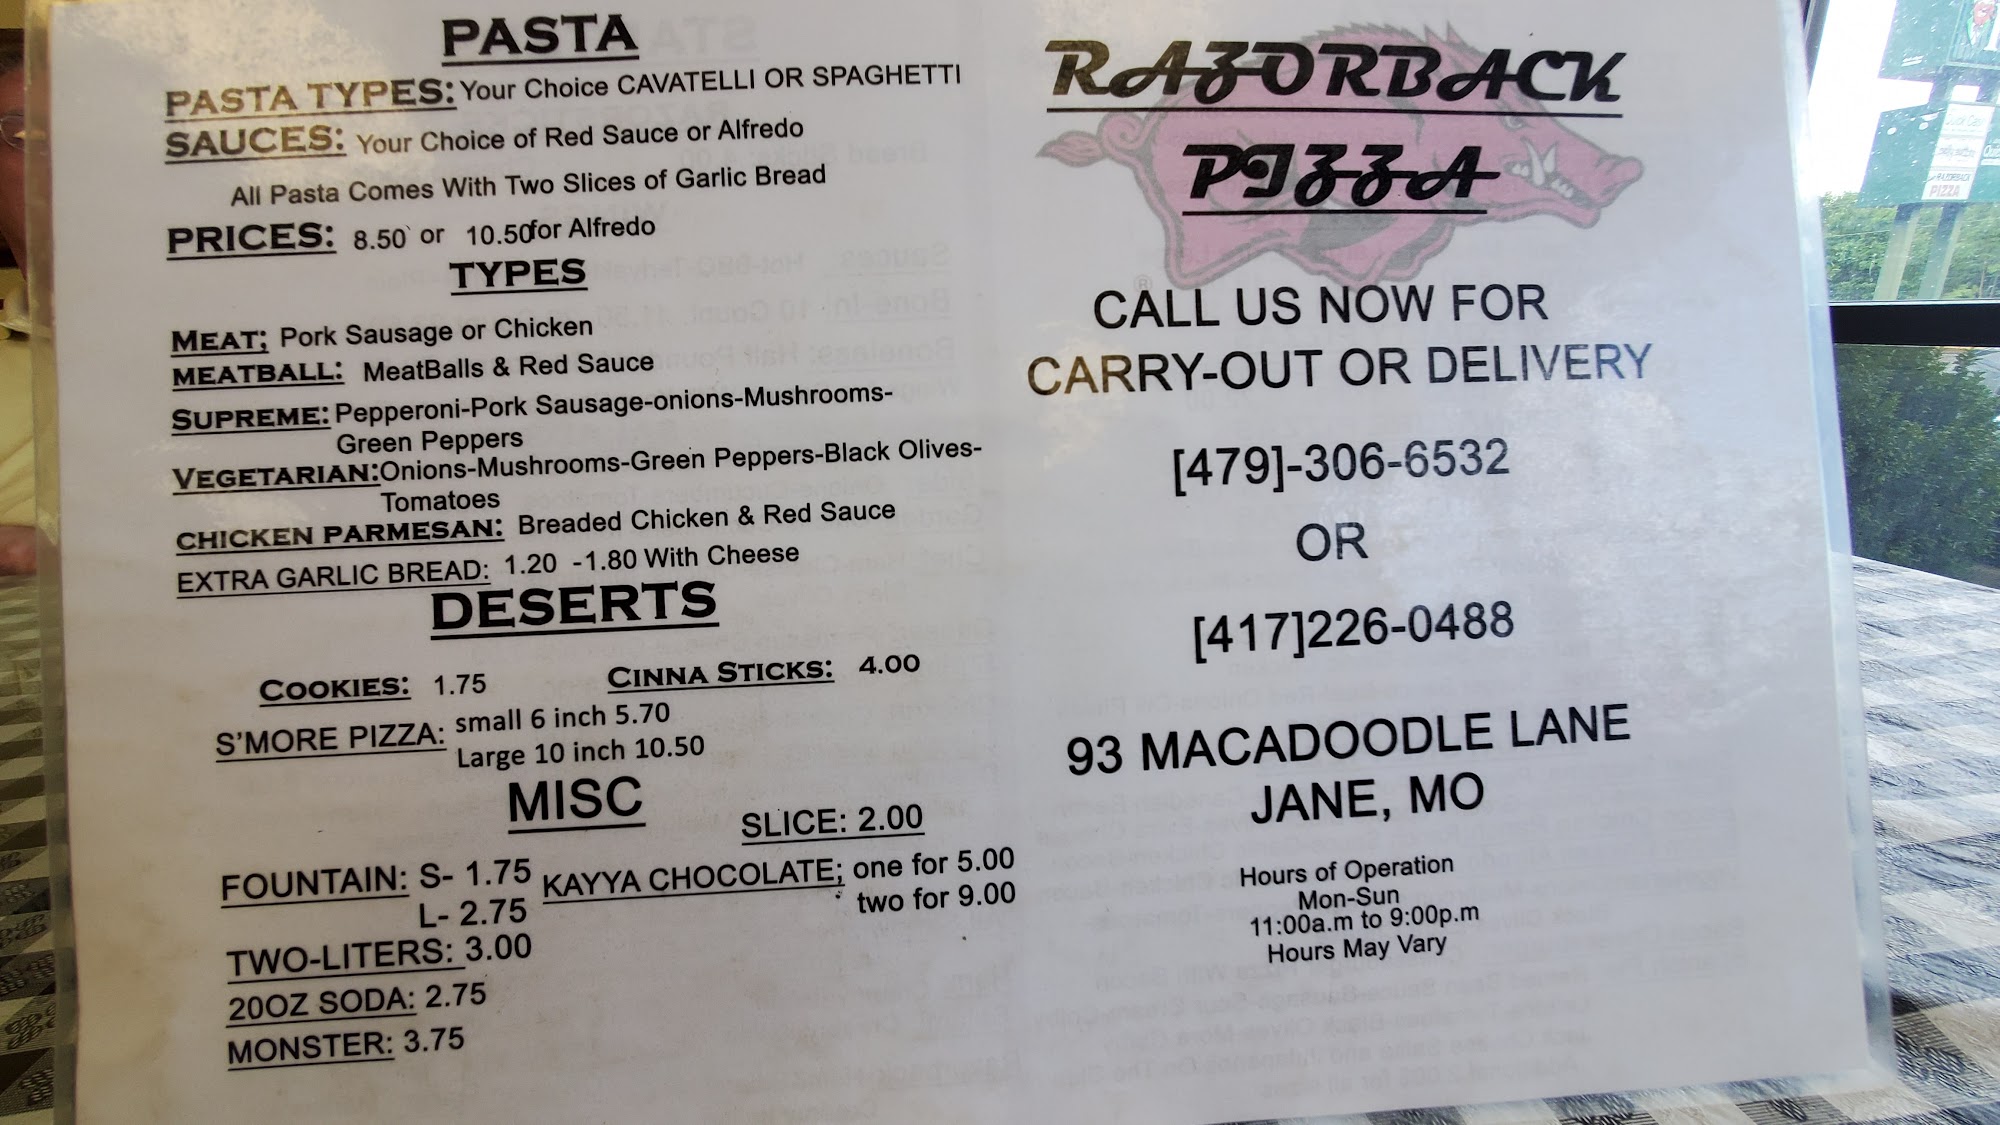 PASTA
PASTA TYPES: Your Choice CAVATELLI OR SPAGHETTI
SAUCES: Your Choice of Red Sauce or Alfredo
All Pasta Comes With Two Slices of Garlic Bread
PRICES: 8.50 or 10.50 for Alfredo
TYPES
MEAT; Pork Sausage or Chicken
MEATBALL: MeatBalls & Red Sauce
SUPREME: Pepperoni-Pork Sausage-onions-Mushrooms-
Green Peppers
VEGETARIAN: Onions-Mushrooms-Green Peppers-Black Olives-
Tomatoes
CHICKEN PARMESAN: Breaded Chicken & Red Sauce
EXTRA GARLIC BREAD: 1.20 -1.80 With Cheese
DESERTS
COOKIES: 1.75 CINNA STICKS: 4.00
S'MORE PIZZA: small 6 inch 5.70
Large 10 inch 10.50
MISC
SLICE: 2.00
FOUNTAIN: S- 1.75 KAYYA CHOCOLATE; one for 5.00
L- 2.75 two for 9.00
TWO-LITERS: 3.00
20OZ SODA: 2.75
MONSTER: 3.75
RAZORBACK
PIZZA
®
CALL US NOW FOR
CARRY-OUT OR DELIVERY
[479]-306-6532
OR
[417]226-0488
93 MACADOODLE LANE
JANE, MO
Hours of Operation
Mon-Sun
11:00a.m to 9:00p.m
Hours May Vary
RAZORBACK
PIZZA